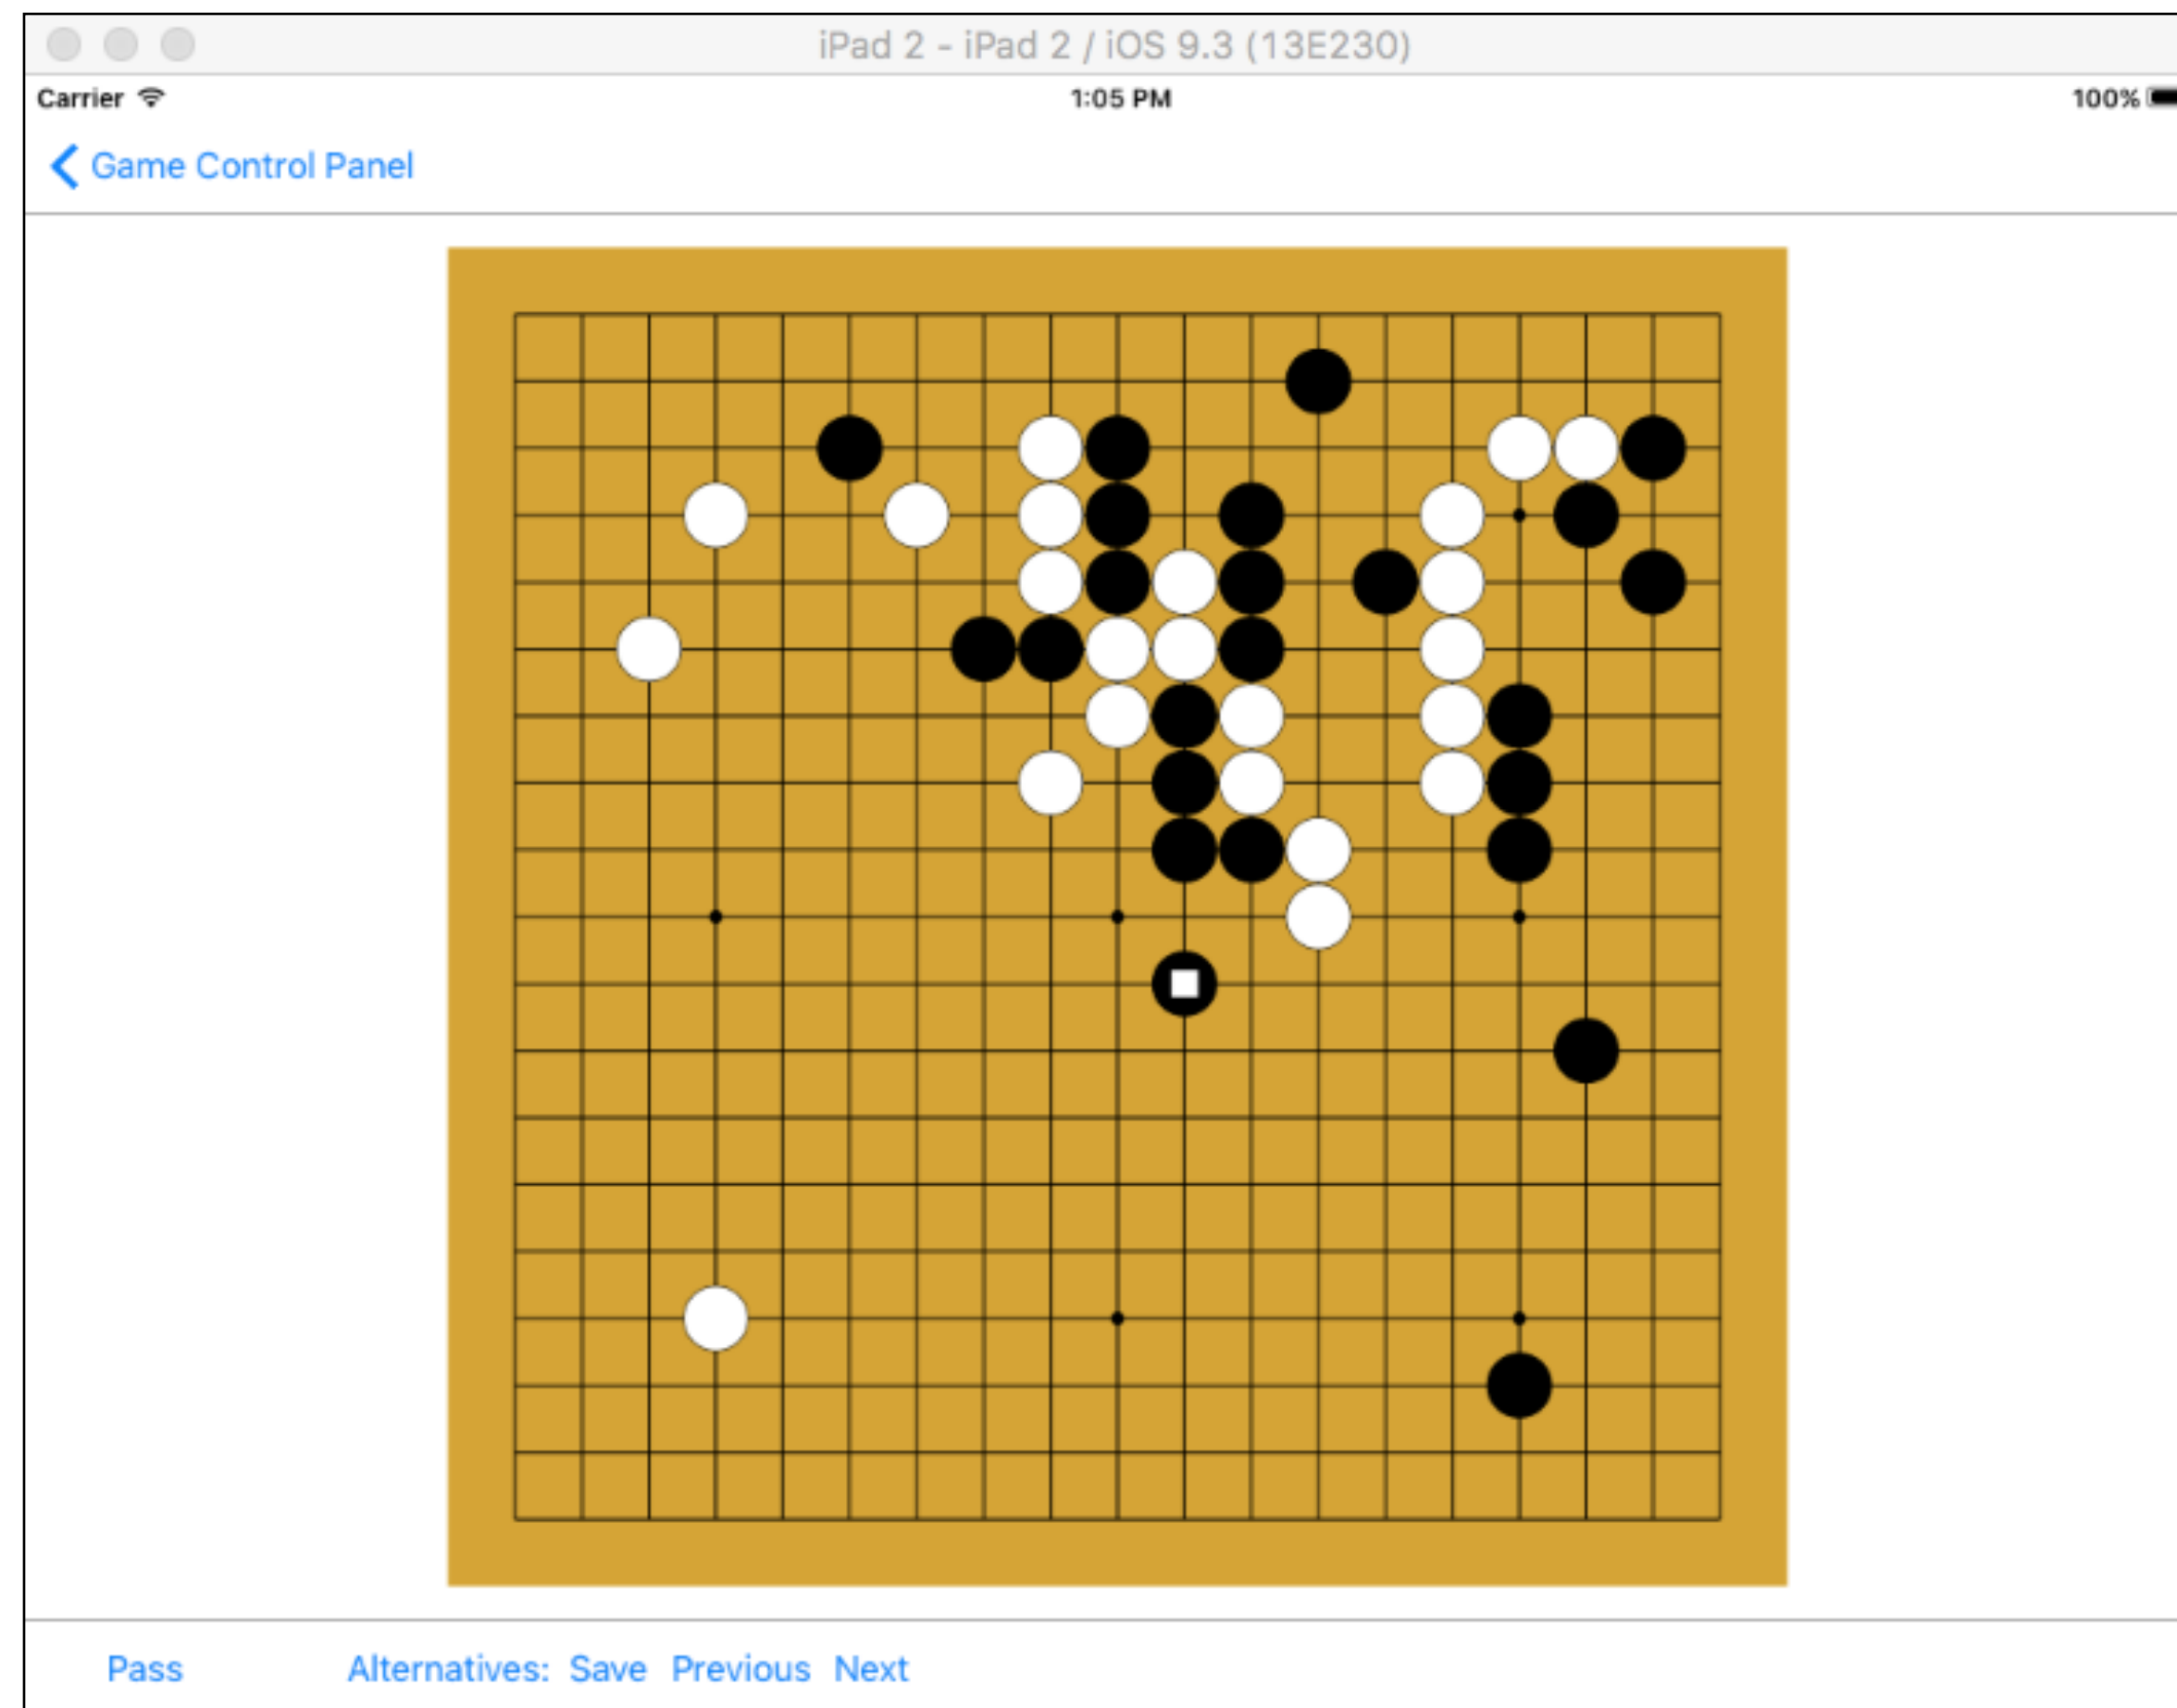 iPad 2 - iPad 2 / iOS 9.3 (13E230)
Carrier 1:05 PM 100%
Game Control Panel
Pass Alternatives: Save Previous Next